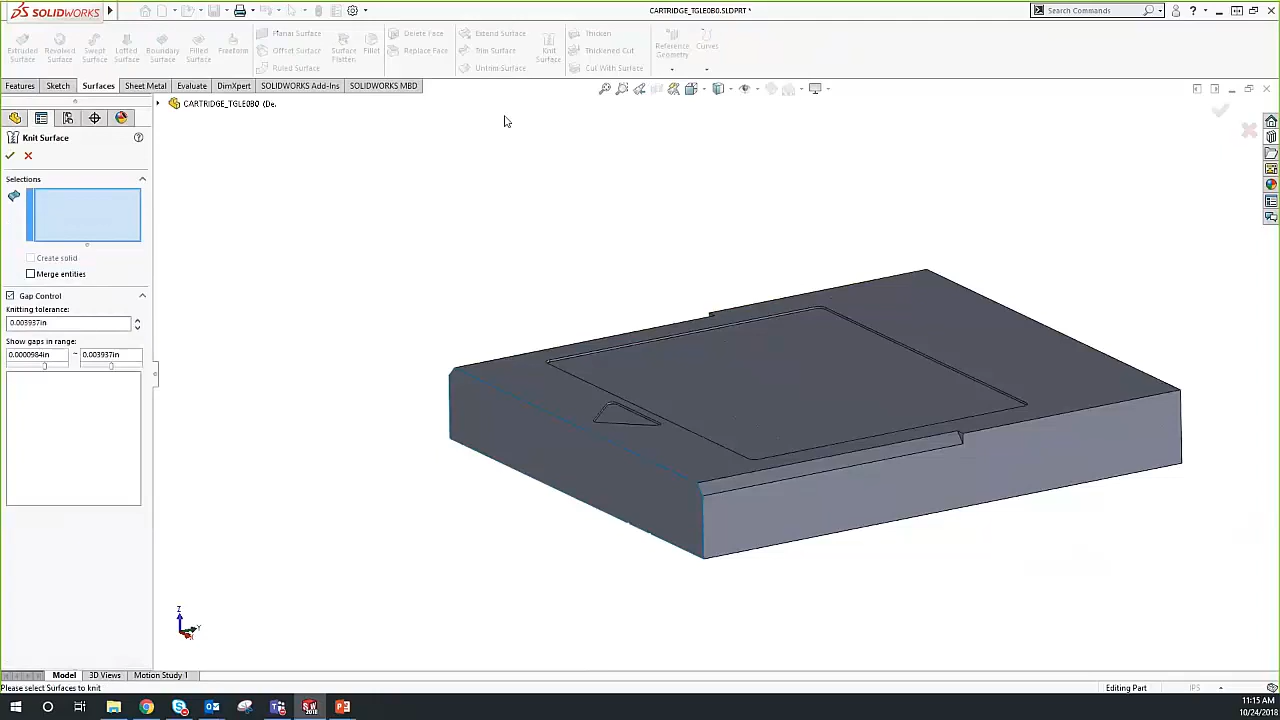 SOLIDWORKS
CARTRIDGE_TGLE0B0.SLDPRT *
Search Commands
Extruded Surface
Revolved Surface
Swept Surface
Lofted Surface
Boundary Surface
Filled Surface
Freeform
Planar Surface
Offset Surface
Ruled Surface
Surface Flatten
Fillet
Delete Face
Replace Face
Extend Surface
Trim Surface
Untrim Surface
Knit Surface
Thicken
Thickened Cut
Cut With Surface
Reference Geometry
Curves
Features
Sketch
Surfaces
Sheet Metal
Evaluate
DimXpert
SOLIDWORKS Add-Ins
SOLIDWORKS MBD
CARTRIDGE_TGLE0B0 (De.
Knit Surface
Selections
Create solid
Merge entities
Gap Control
Knitting tolerance:
0.003937in
Show gaps in range:
0.0000984in ~ 0.003937in
Z
Y
X
Model
3D Views
Motion Study 1
Please select Surfaces to knit
Editing Part
IPS
11:15 AM
10/24/2018